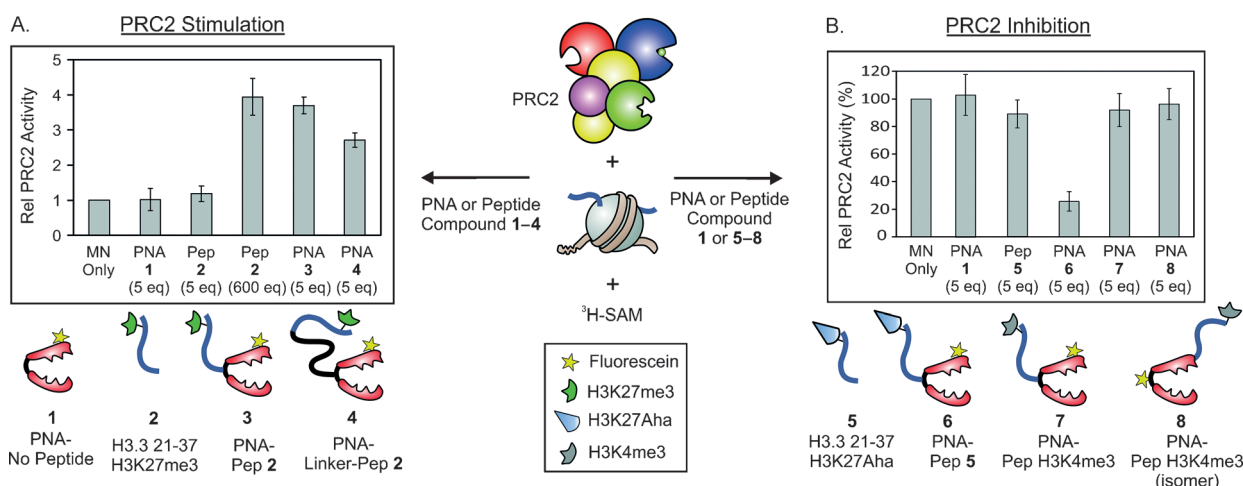 A.
PRC2 Stimulation
Rel PRC2 Activity
5
4
3
2
1
0
MN Only
PNA 1 (5 eq)
Pep 2 (5 eq)
Pep 2 (600 eq)
PNA 3 (5 eq)
PNA 4 (5 eq)
1
PNA-
No Peptide
2
H3.3 21-37
H3K27me3
3
PNA-
Pep 2
4
PNA-
Linker-Pep 2
PRC2
+
PNA or Peptide
Compound 1–4
PNA or Peptide
Compound
1 or 5–8
+
³H-SAM
Fluorescein
H3K27me3
H3K27Aha
H3K4me3
B.
PRC2 Inhibition
Rel PRC2 Activity (%)
120
100
80
60
40
20
0
MN Only
PNA 1 (5 eq)
Pep 5 (5 eq)
PNA 6 (5 eq)
PNA 7 (5 eq)
PNA 8 (5 eq)
5
H3.3 21-37
H3K27Aha
6
PNA-
Pep 5
7
PNA-
Pep H3K4me3
8
PNA-
Pep H3K4me3
(isomer)